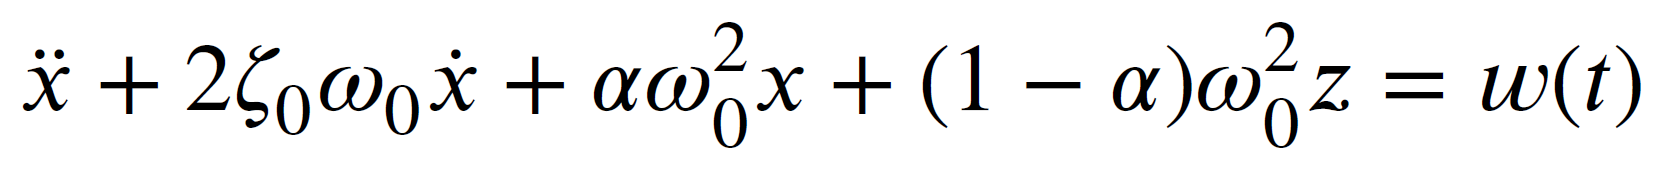 ẍ + 2ζ₀ω₀ẋ + αω₀²x + (1 − α)ω₀²z = w(t)